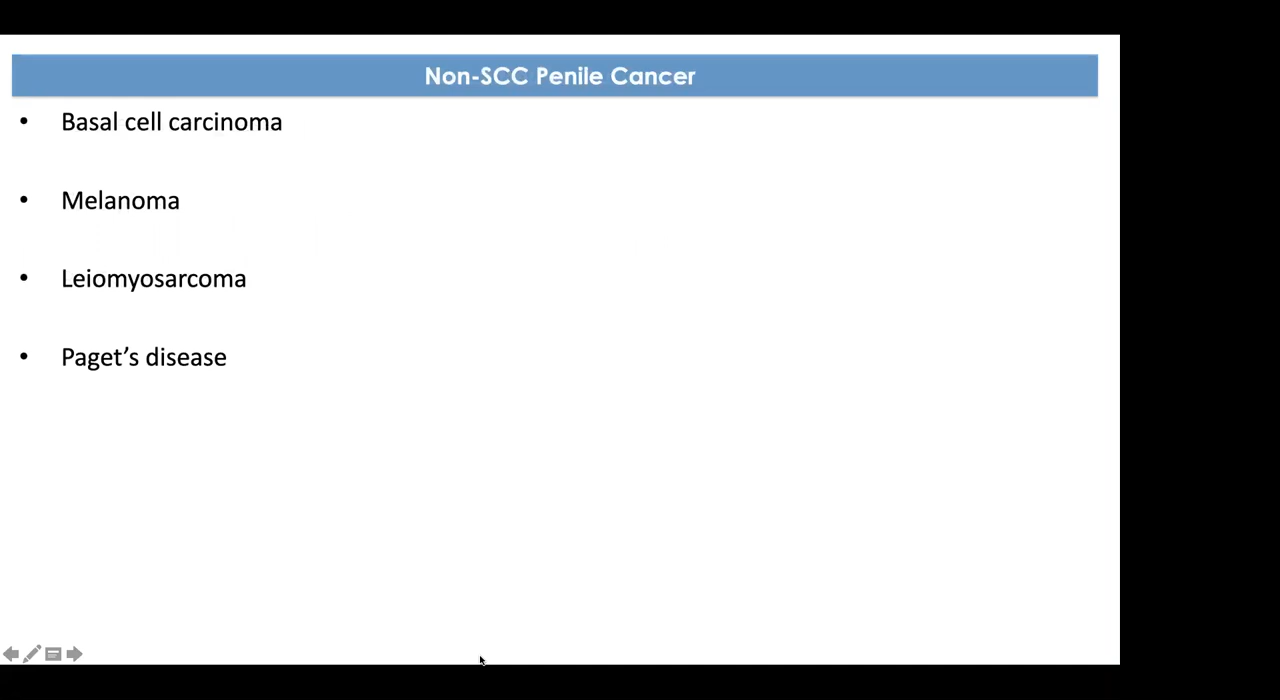 Non-SCC Penile Cancer
• Basal cell carcinoma
• Melanoma
• Leiomyosarcoma
• Paget’s disease